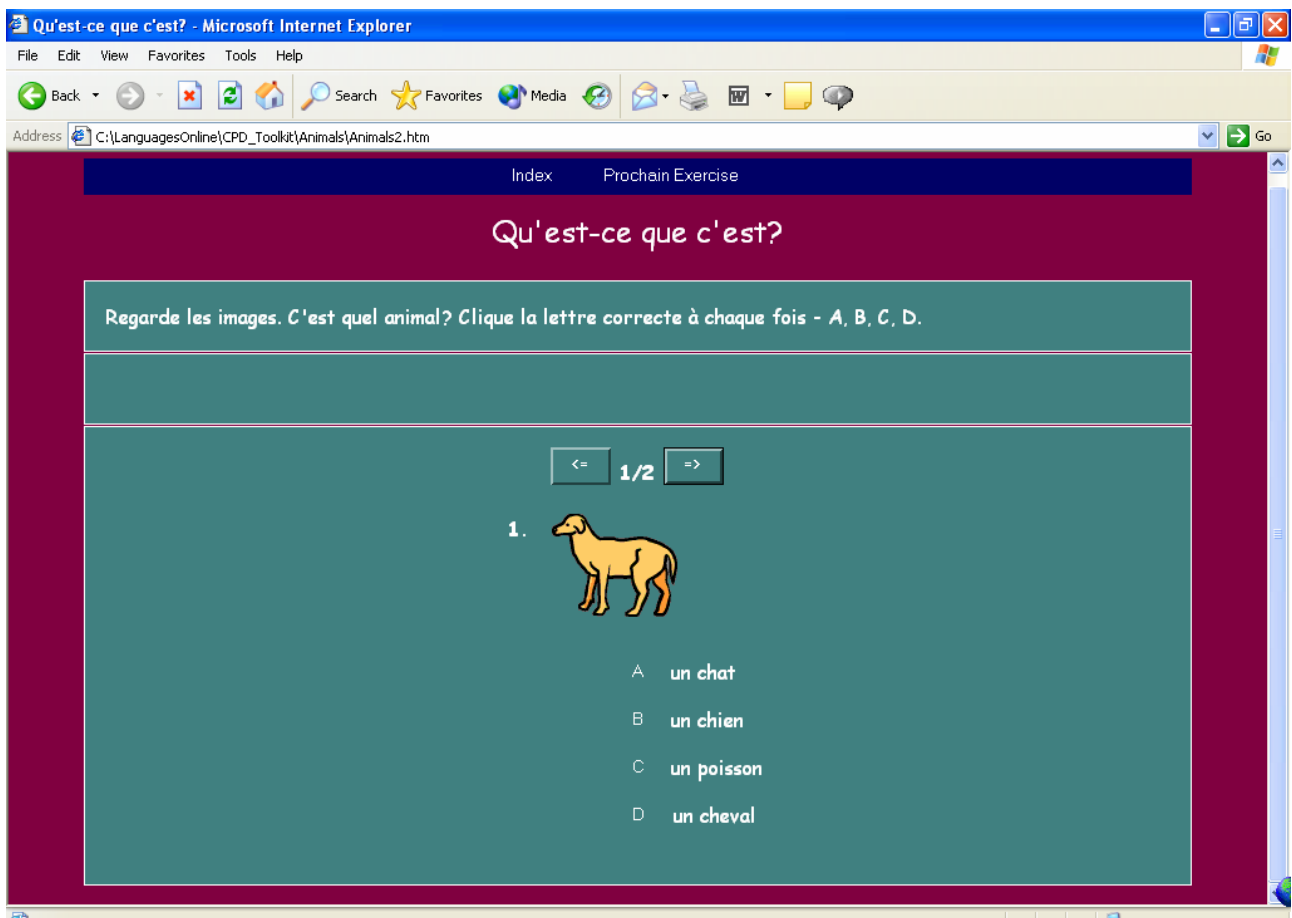 Qu'est-ce que c'est? - Microsoft Internet Explorer
File Edit View Favorites Tools Help
Back Search Favorites Media
Address C:\LanguagesOnline\CPD_Toolkit\Animals\Animals2.htm Go
Index Prochain Exercise
Qu'est-ce que c'est?
Regarde les images. C'est quel animal? Clique la lettre correcte à chaque fois - A, B, C, D.
<= 1/2 =>
1.
A un chat
B un chien
C un poisson
D un cheval